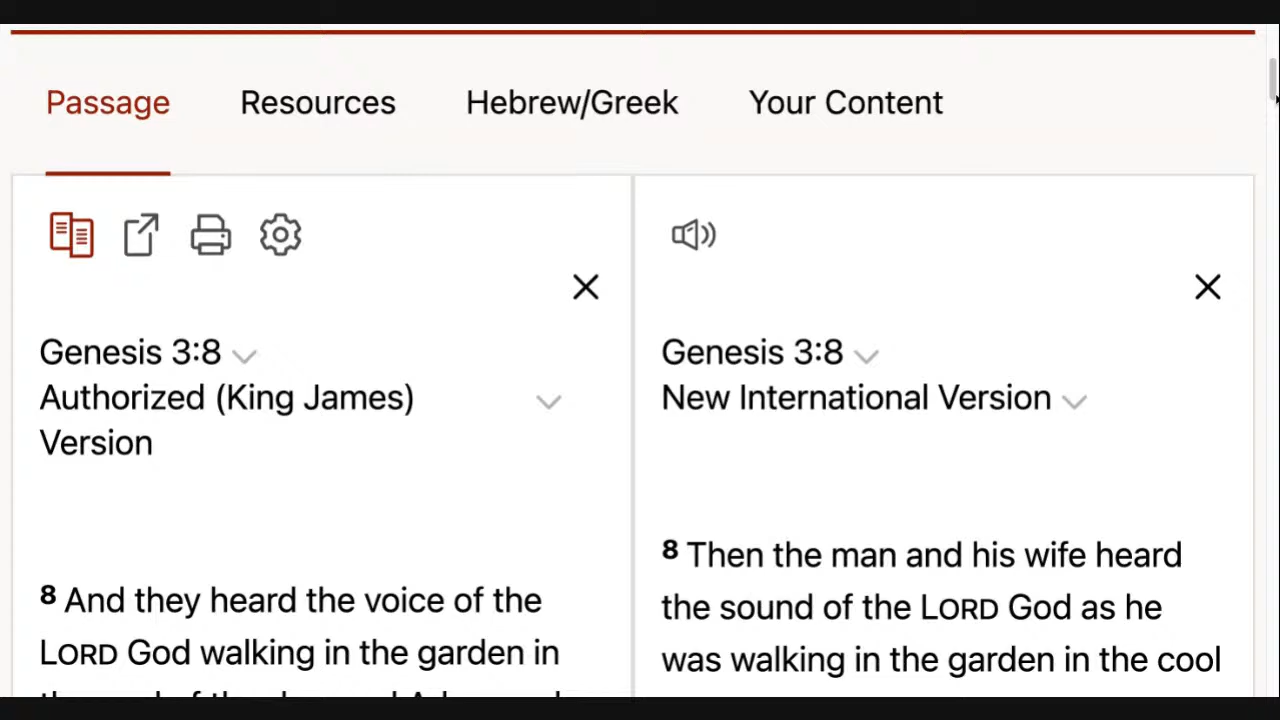 Passage Resources Hebrew/Greek Your Content
Genesis 3:8
Authorized (King James)
Version
8 And they heard the voice of the
LORD God walking in the garden in
Genesis 3:8
New International Version
8 Then the man and his wife heard
the sound of the LORD God as he
was walking in the garden in the cool